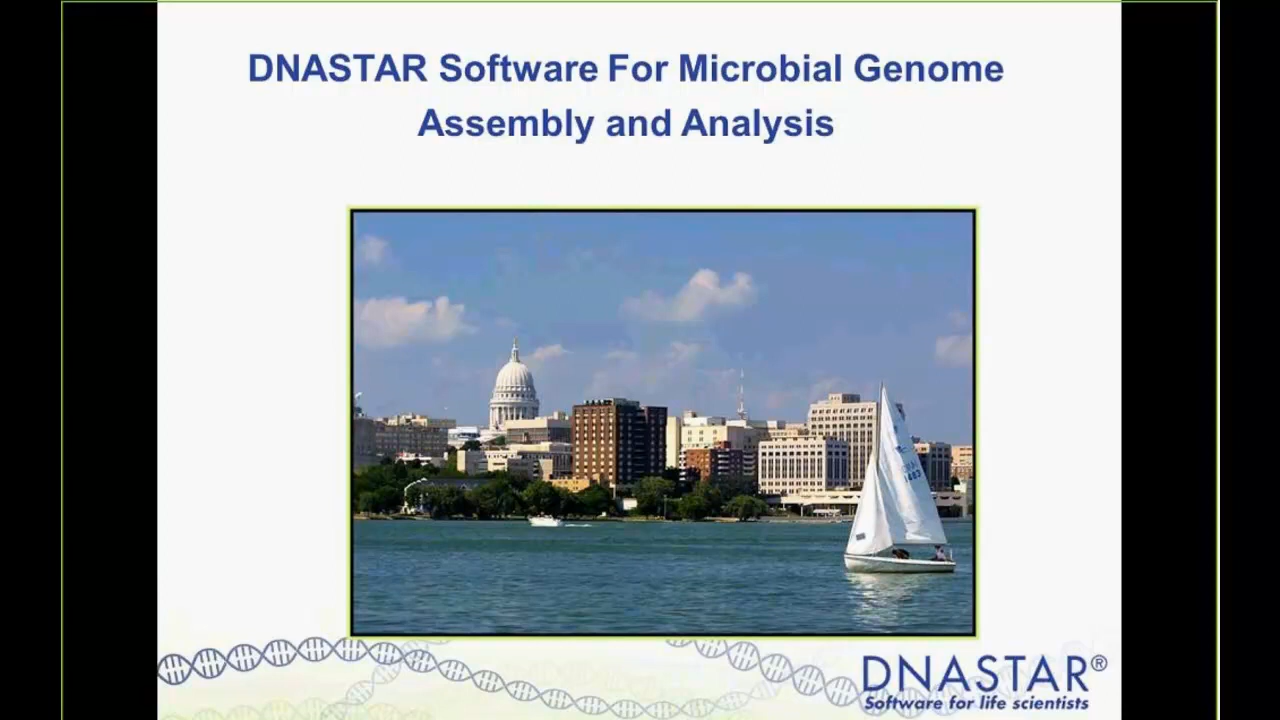 DNASTAR Software For Microbial Genome
Assembly and Analysis
DNASTAR®
Software for life scientists